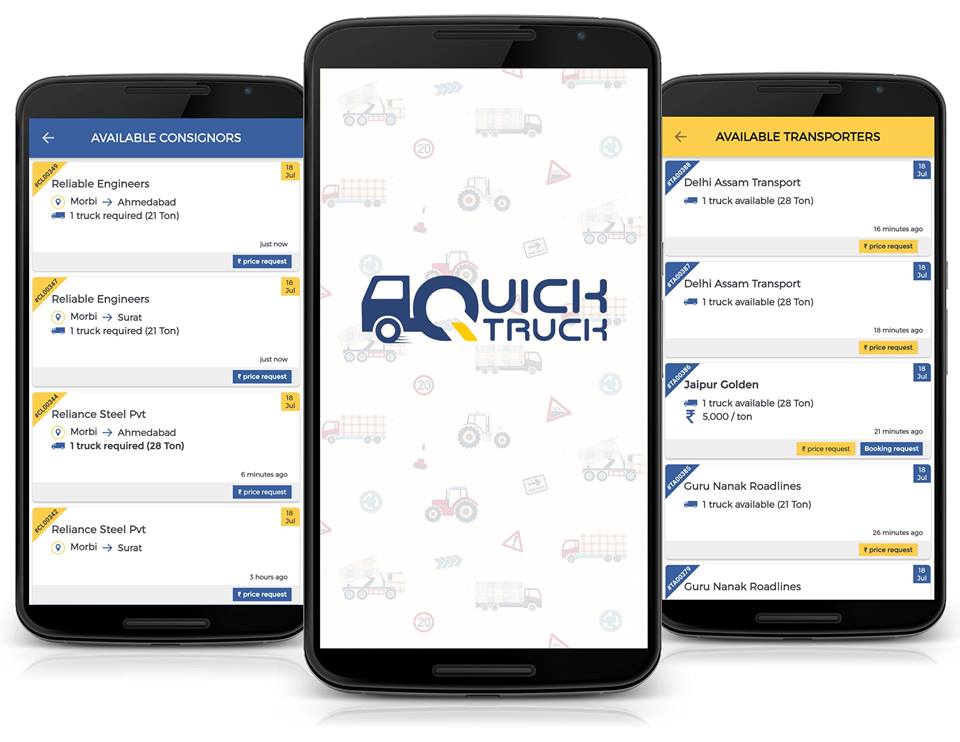 AVAILABLE CONSIGNORS
#CL00349
18
Jul
Reliable Engineers
Morbi → Ahmedabad
1 truck required (21 Ton)
just now
₹ price request
#CL00347
18
Jul
Reliable Engineers
Morbi → Surat
1 truck required (21 Ton)
just now
₹ price request
#CL00344
18
Jul
Reliance Steel Pvt
Morbi → Ahmedabad
1 truck required (28 Ton)
6 minutes ago
₹ price request
#CL00342
18
Jul
Reliance Steel Pvt
Morbi → Surat
3 hours ago
₹ price request
20
QUICK
TRUCK
20
20
AVAILABLE TRANSPORTERS
#TA00388
18
Jul
Delhi Assam Transport
1 truck available (28 Ton)
16 minutes ago
₹ price request
#TA00387
18
Jul
Delhi Assam Transport
1 truck available (28 Ton)
18 minutes ago
₹ price request
#TA00386
18
Jul
Jaipur Golden
1 truck available (28 Ton)
₹ 5,000 / ton
21 minutes ago
₹ price request
Booking request
#TA00385
18
Jul
Guru Nanak Roadlines
1 truck available (21 Ton)
26 minutes ago
₹ price request
#TA00379
18
Jul
Guru Nanak Roadlines